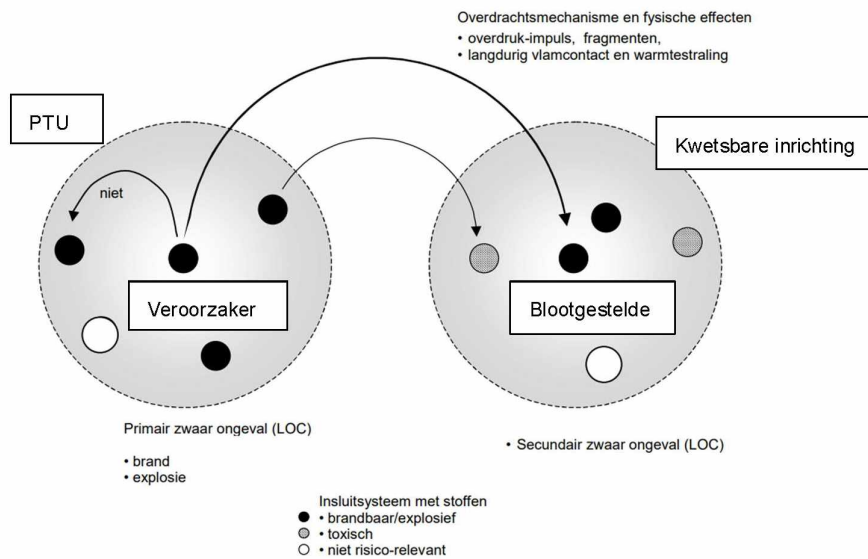 Overdrachtsmechanisme en fysische effecten
• overdruk-impuls, fragmenten,
• langdurig vlamcontact en warmtestraling
PTU
Kwetsbare inrichting
niet
Veroorzaker
Blootgestelde
Primair zwaar ongeval (LOC)
• brand
• explosie
• Secundair zwaar ongeval (LOC)
Insluitsysteem met stoffen
• brandbaar/explosief
• toxisch
• niet risico-relevant